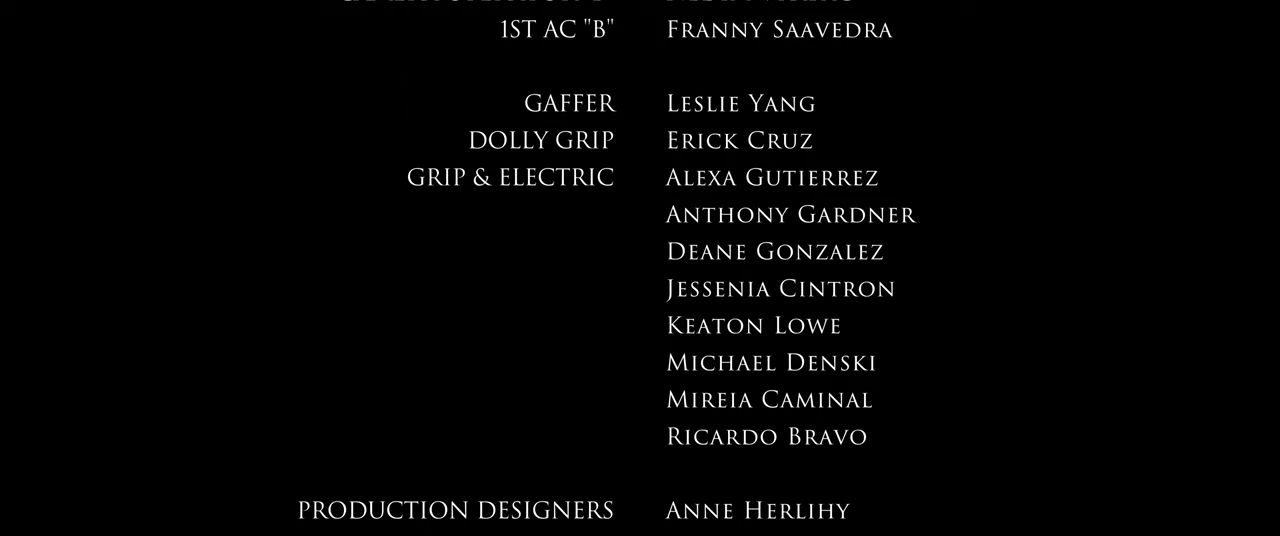 1ST AC "B" Franny Saavedra
GAFFER Leslie Yang
DOLLY GRIP Erick Cruz
GRIP & ELECTRIC Alexa Gutierrez
Anthony Gardner
Deane Gonzalez
Jessenia Cintron
Keaton Lowe
Michael Denski
Mireia Caminal
Ricardo Bravo
PRODUCTION DESIGNERS Anne Herlihy